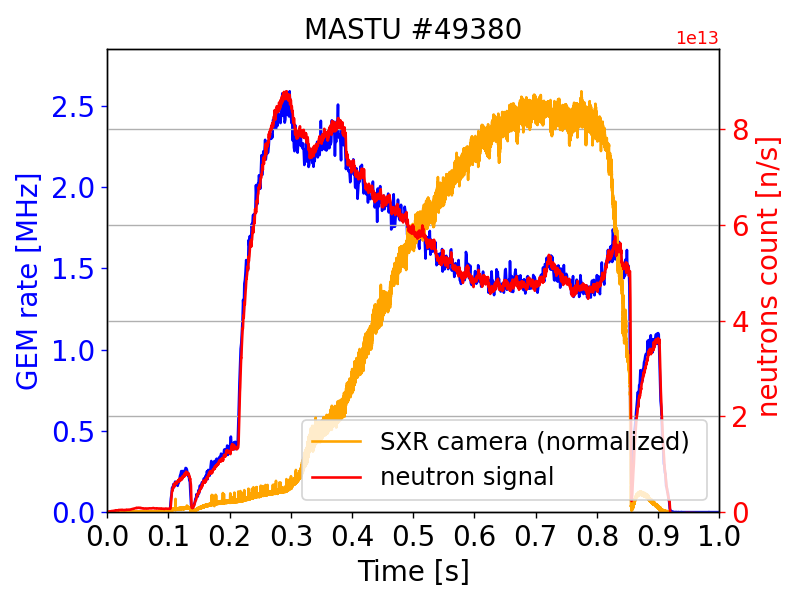 MASTU #49380
1e13
2.5
2.0
1.5
1.0
0.5
0.0
GEM rate [MHz]
8
6
4
2
0
neutrons count [n/s]
SXR camera (normalized)
neutron signal
0.0 0.1 0.2 0.3 0.4 0.5 0.6 0.7 0.8 0.9 1.0
Time [s]